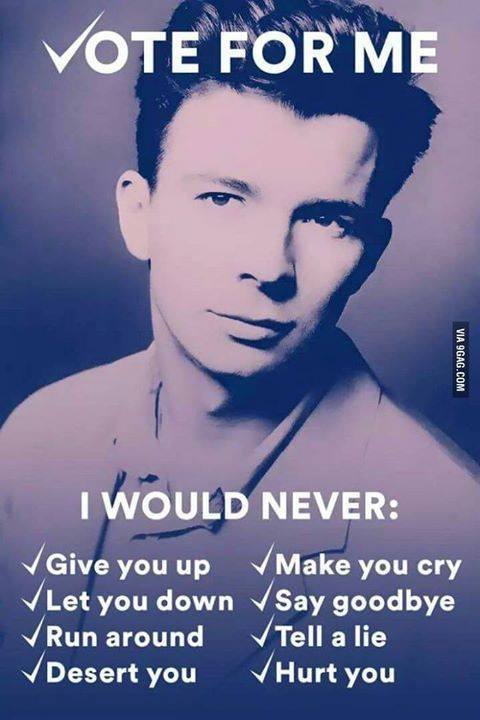 VOTE FOR ME
VIA 9GAG.COM
I WOULD NEVER:
Give you up
Let you down
Run around
Desert you
Make you cry
Say goodbye
Tell a lie
Hurt you